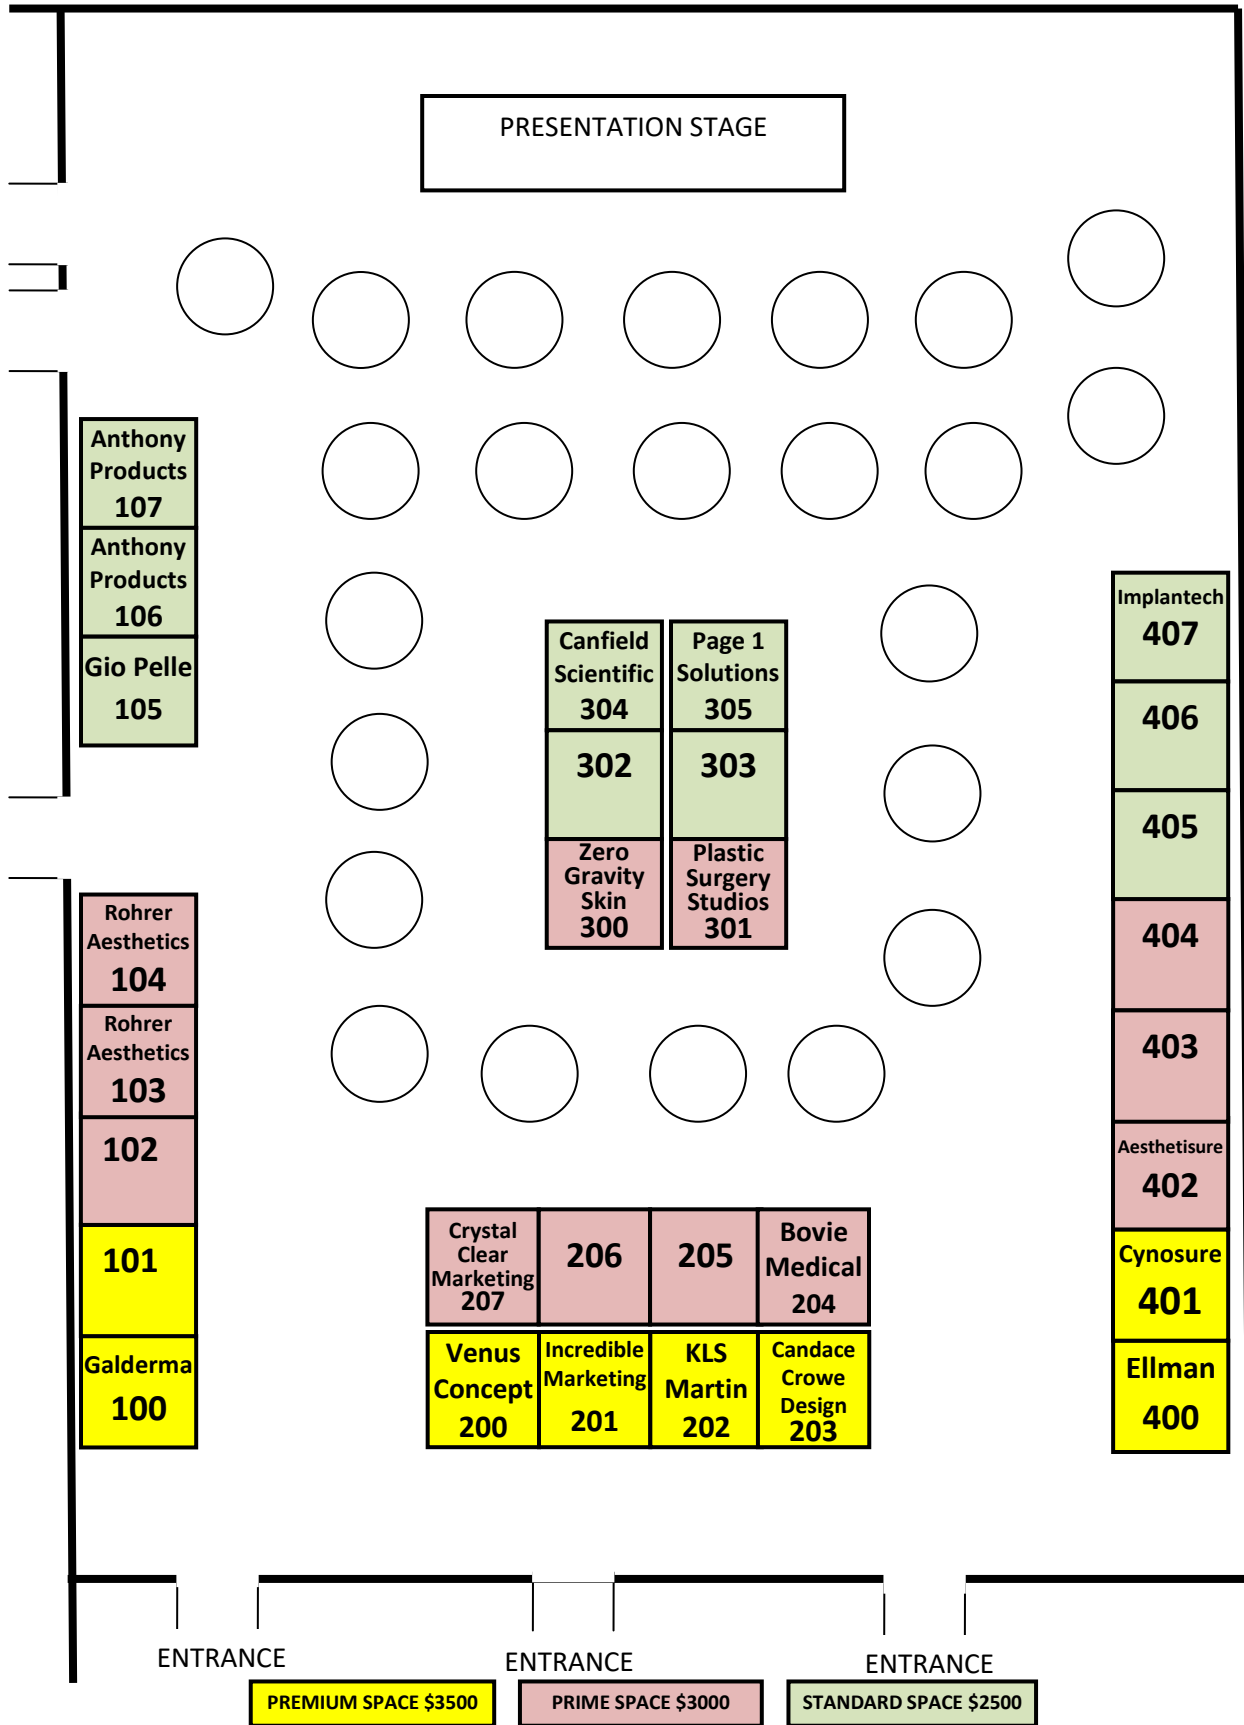 PRESENTATION STAGE
Anthony
Products
107
Anthony
Products
106
Gio Pelle
105
Rohrer
Aesthetics
104
Rohrer
Aesthetics
103
102
101
Galderma
100
Canfield
Scientific
304
Page 1
Solutions
305
302
303
Zero
Gravity
Skin
300
Plastic
Surgery
Studios
301
Crystal
Clear
Marketing
207
206
205
Bovie
Medical
204
Venus
Concept
200
Incredible
Marketing
201
KLS
Martin
202
Candace
Crowe
Design
203
Implantech
407
406
405
404
403
Aesthetisure
402
Cynosure
401
Ellman
400
ENTRANCE
ENTRANCE
ENTRANCE
PREMIUM SPACE $3500
PRIME SPACE $3000
STANDARD SPACE $2500